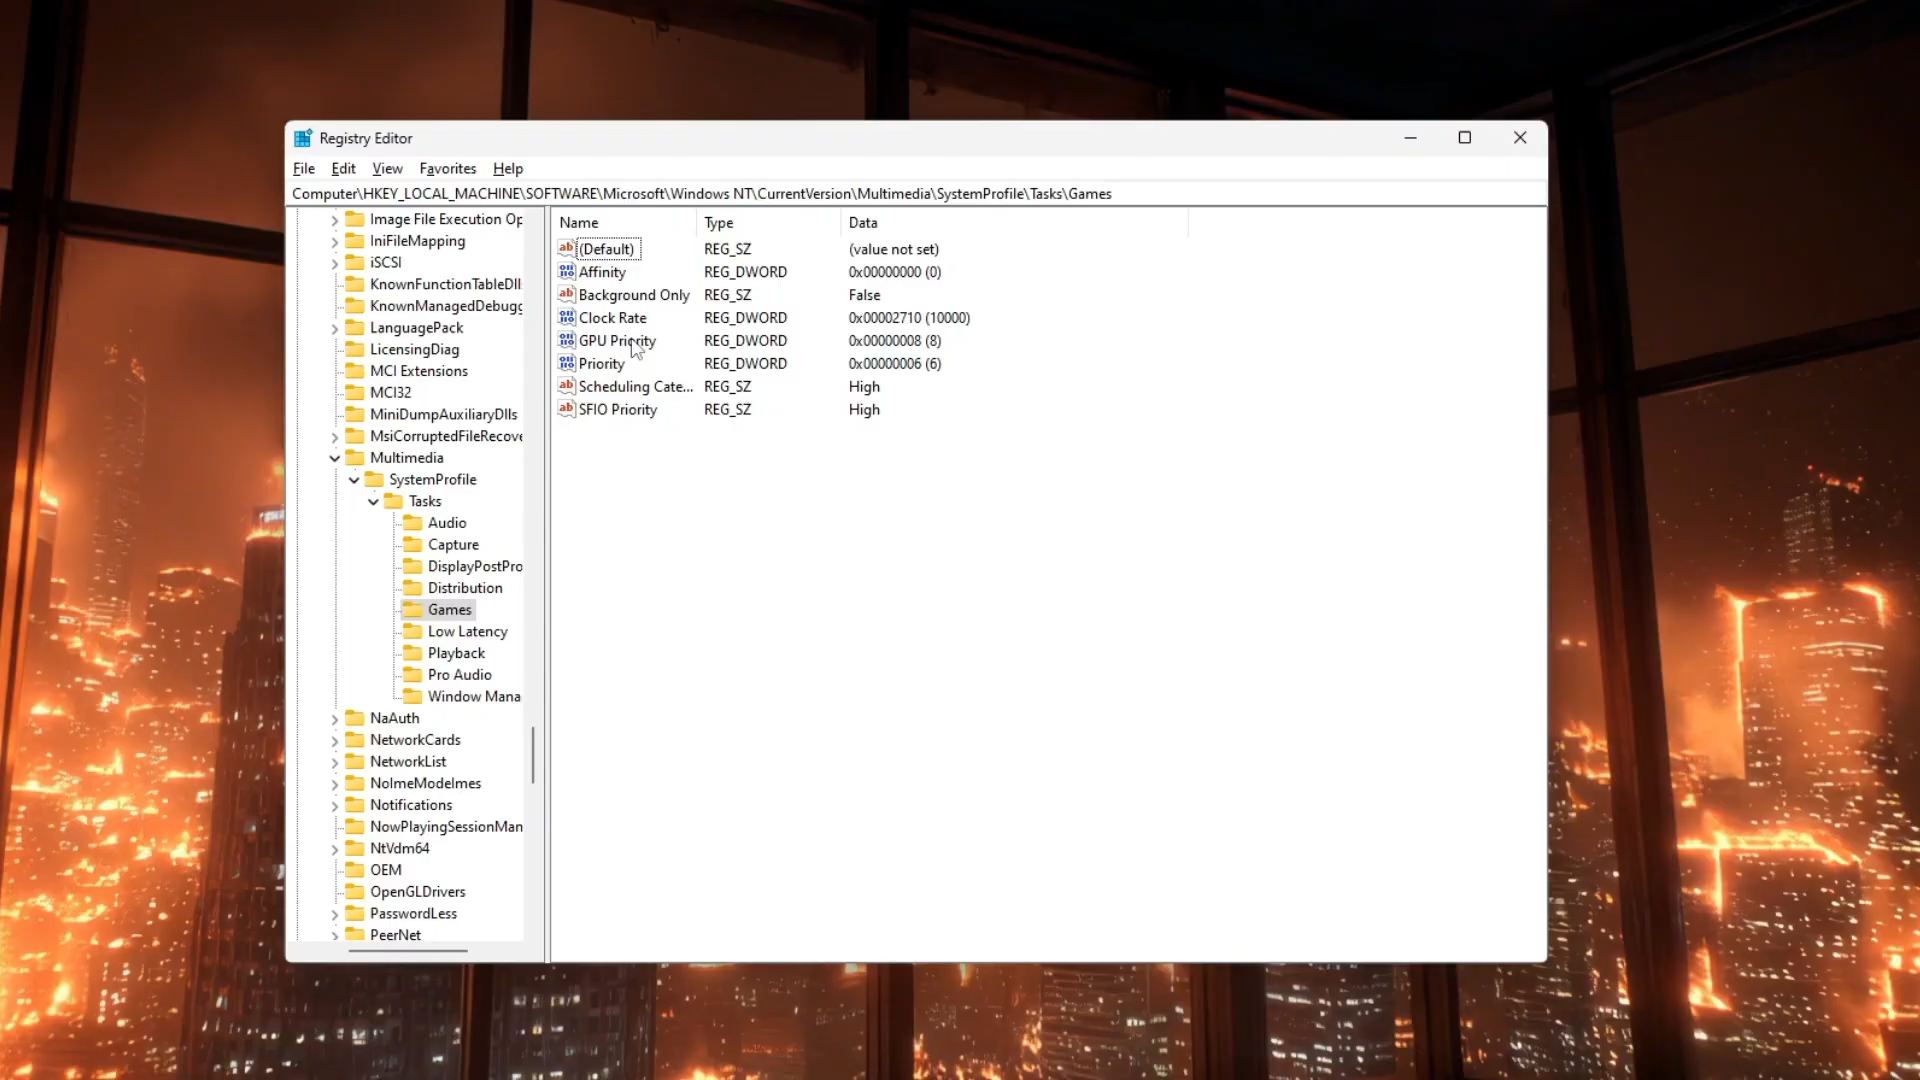 Registry Editor
File Edit View Favorites Help
Computer\HKEY_LOCAL_MACHINE\SOFTWARE\Microsoft\Windows NT\CurrentVersion\Multimedia\SystemProfile\Tasks\Games
Image File Execution Op
IniFileMapping
iSCSI
KnownFunctionTableDll
KnownManagedDebugg
LanguagePack
LicensingDiag
MCI Extensions
MCI32
MiniDumpAuxiliaryDlls
MsiCorruptedFileRecove
Multimedia
SystemProfile
Tasks
Audio
Capture
DisplayPostPro
Distribution
Games
Low Latency
Playback
Pro Audio
Window Mana
NaAuth
NetworkCards
NetworkList
NoImeModeImes
Notifications
NowPlayingSessionMan
NtVdm64
OEM
OpenGLDrivers
PasswordLess
PeerNet
Name Type Data
(Default) REG_SZ (value not set)
Affinity REG_DWORD 0x00000000 (0)
Background Only REG_SZ False
Clock Rate REG_DWORD 0x00002710 (10000)
GPU Priority REG_DWORD 0x00000008 (8)
Priority REG_DWORD 0x00000006 (6)
Scheduling Cate... REG_SZ High
SFIO Priority REG_SZ High